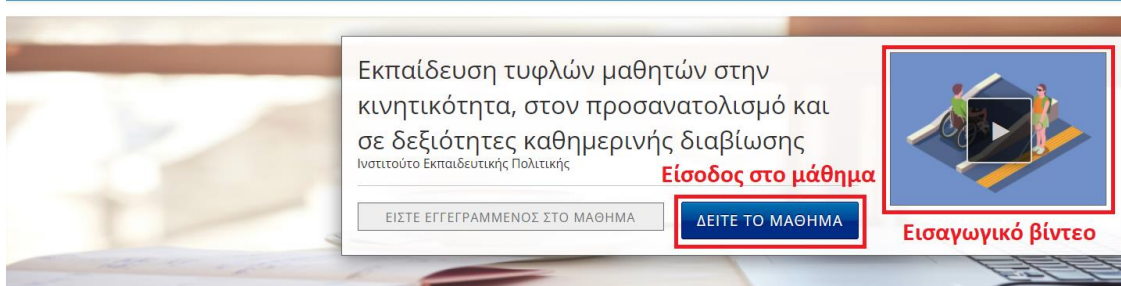 Εκπαίδευση τυφλών μαθητών στην
κινητικότητα, στον προσανατολισμό και
σε δεξιότητες καθημερινής διαβίωσης
Ινστιτούτο Εκπαιδευτικής Πολιτικής
Είσοδος στο μάθημα
ΕΙΣΤΕ ΕΓΓΕΓΡΑΜΜΕΝΟΣ ΣΤΟ ΜΑΘΗΜΑ
ΔΕΙΤΕ ΤΟ ΜΑΘΗΜΑ
Εισαγωγικό βίντεο